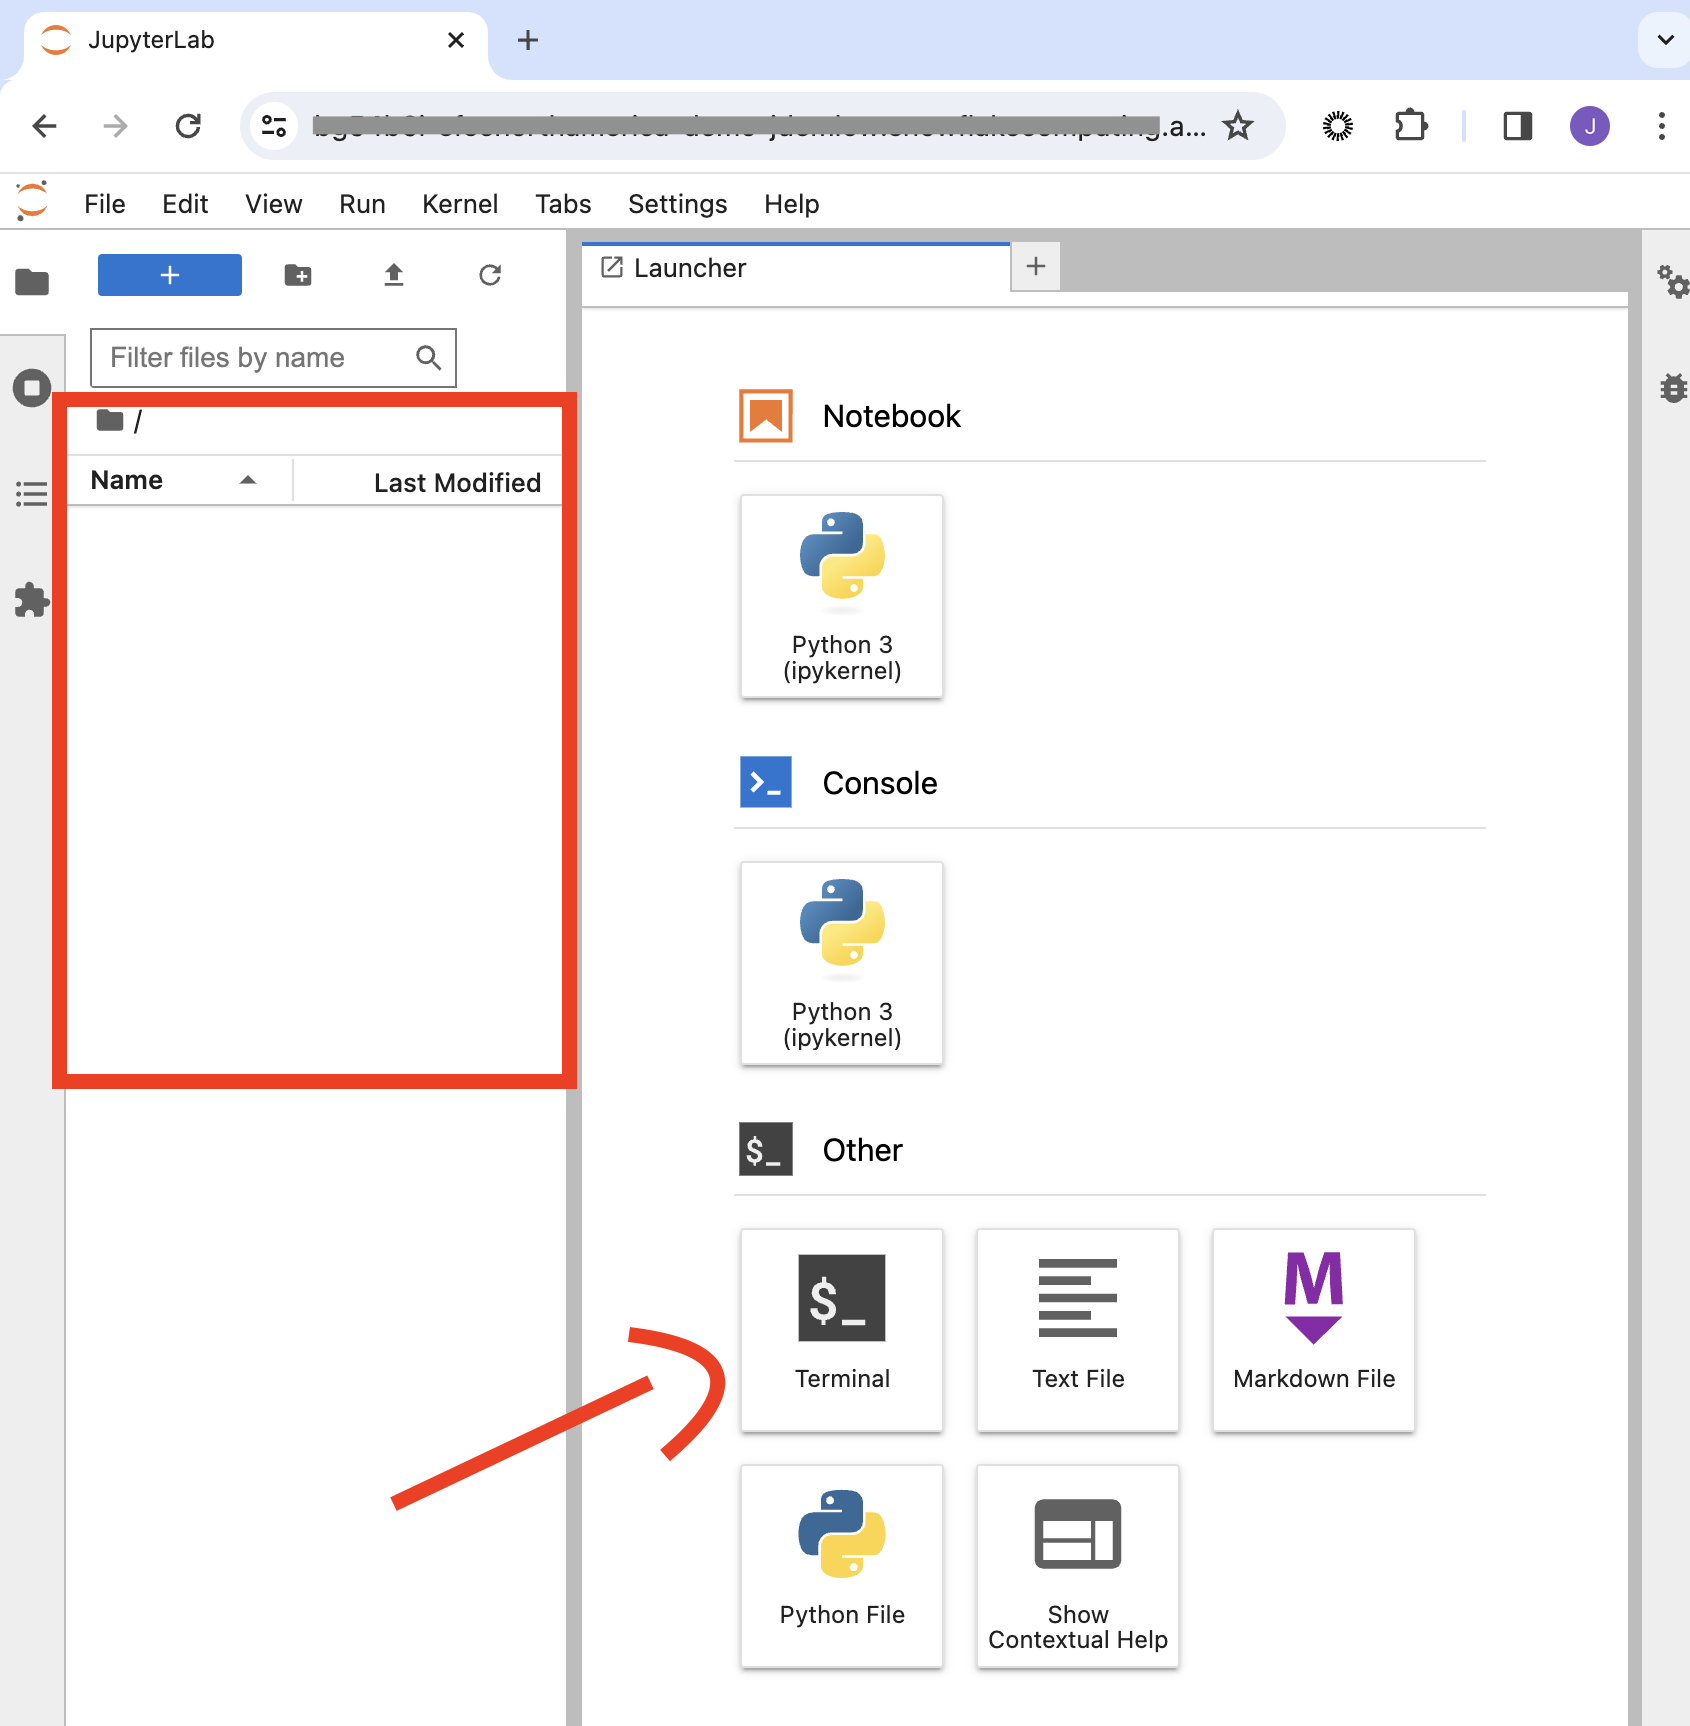 JupyterLab
.a...
J
File Edit View Run Kernel Tabs Settings Help
Launcher
Filter files by name
/
Name Last Modified
Notebook
Python 3
(ipykernel)
Console
Python 3
(ipykernel)
$_ Other
$_
Terminal Text File Markdown File
Python File Show
Contextual Help